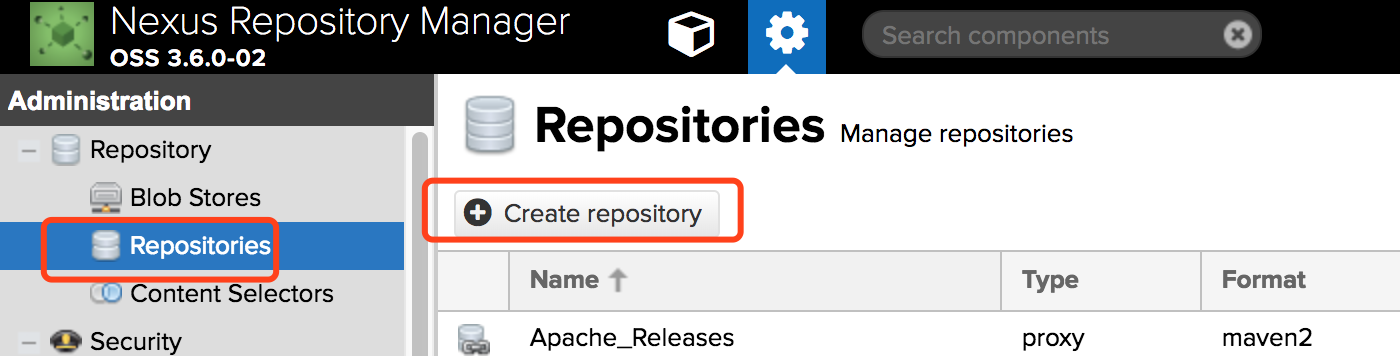 Nexus Repository Manager
OSS 3.6.0-02
Search components
Administration
Repository
Blob Stores
Repositories
Content Selectors
Security
Repositories Manage repositories
Create repository
Name Type Format
Apache_Releases proxy maven2